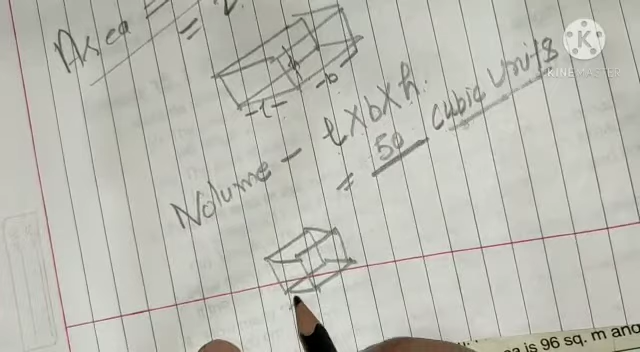 Area =
=
h
-l-
-b-
Volume - l×b×h
= 50 cubic units
KINEMASTER
a is 96 sq. m and